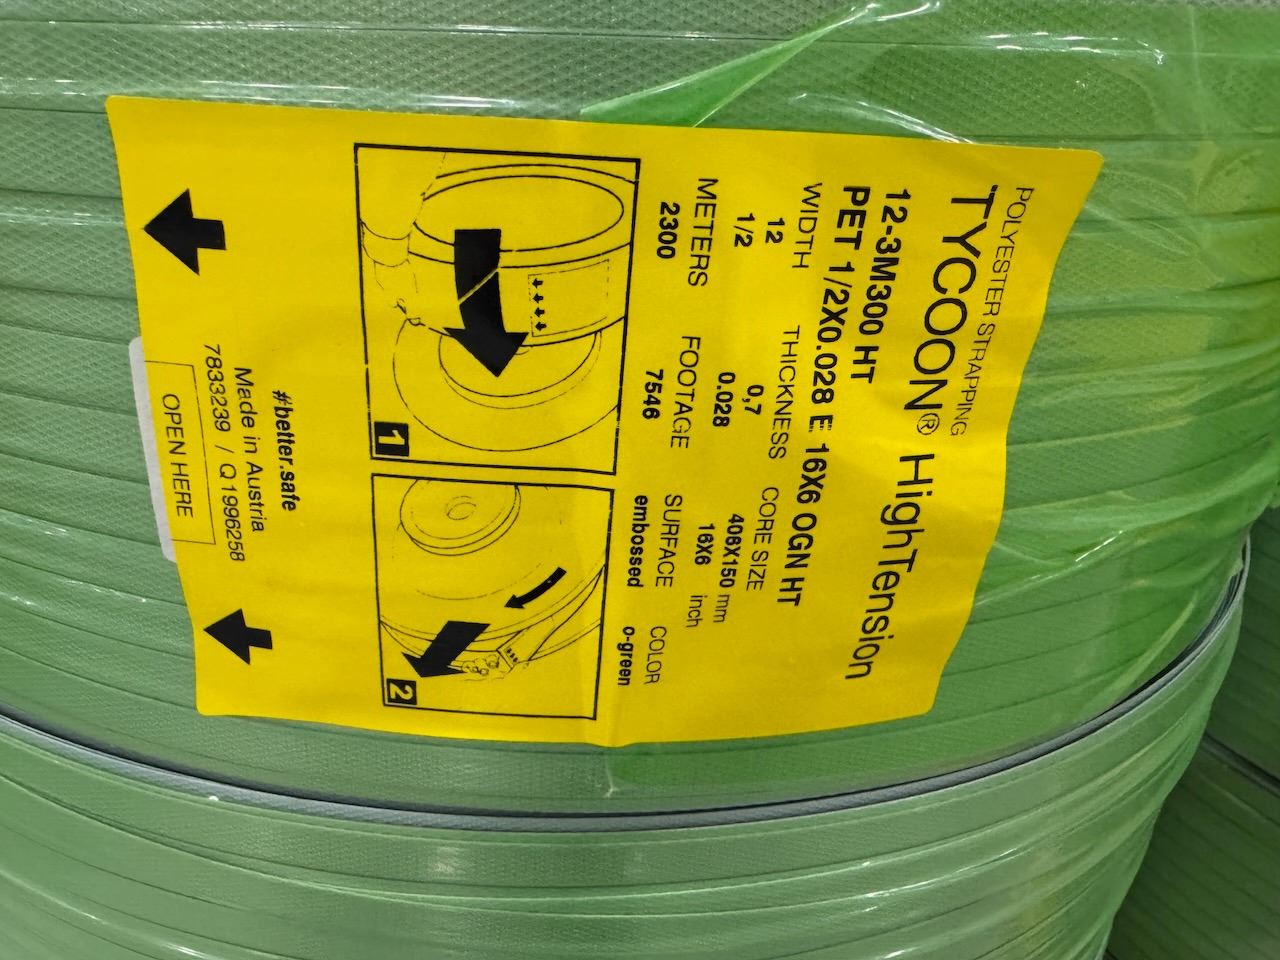 POLYESTER STRAPPING
TYCOON® HighTension
12-3M300 HT
PET 1/2X0.028 E 16X6 OGN HT
WIDTH THICKNESS CORE SIZE
12 0,7 406X150 mm
1/2 0.028 16X6 inch
METERS FOOTAGE SURFACE COLOR
2300 7546 embossed o-green
1
2
#better.safe
Made in Austria
7833239 / Q1996258
OPEN HERE